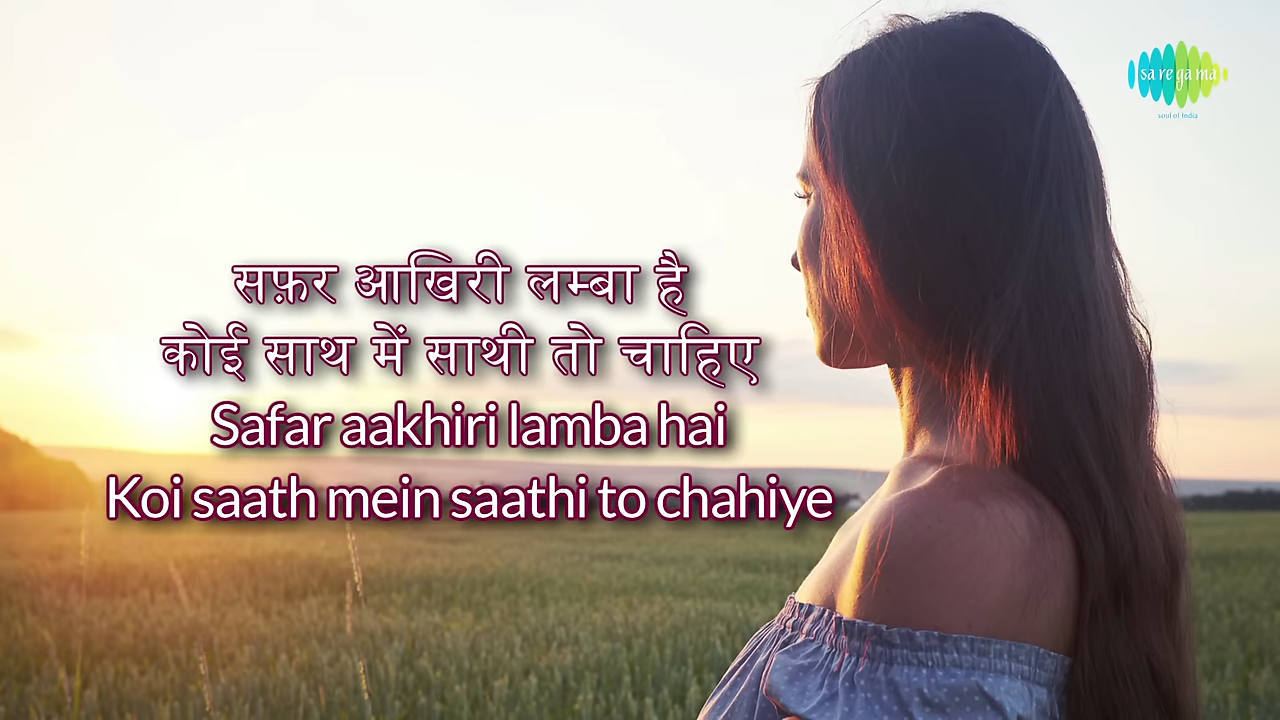 sa re ga ma
soul of India
सफ़र आखिरी लम्बा है
कोई साथ में साथी तो चाहिए
Safar aakhiri lamba hai
Koi saath mein saathi to chahiye